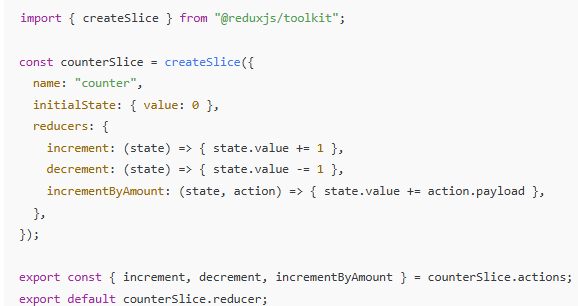 import { createSlice } from "@reduxjs/toolkit";
const counterSlice = createSlice({
name: "counter",
initialState: { value: 0 },
reducers: {
increment: (state) => { state.value += 1 },
decrement: (state) => { state.value -= 1 },
incrementByAmount: (state, action) => { state.value += action.payload },
},
});
export const { increment, decrement, incrementByAmount } = counterSlice.actions;
export default counterSlice.reducer;